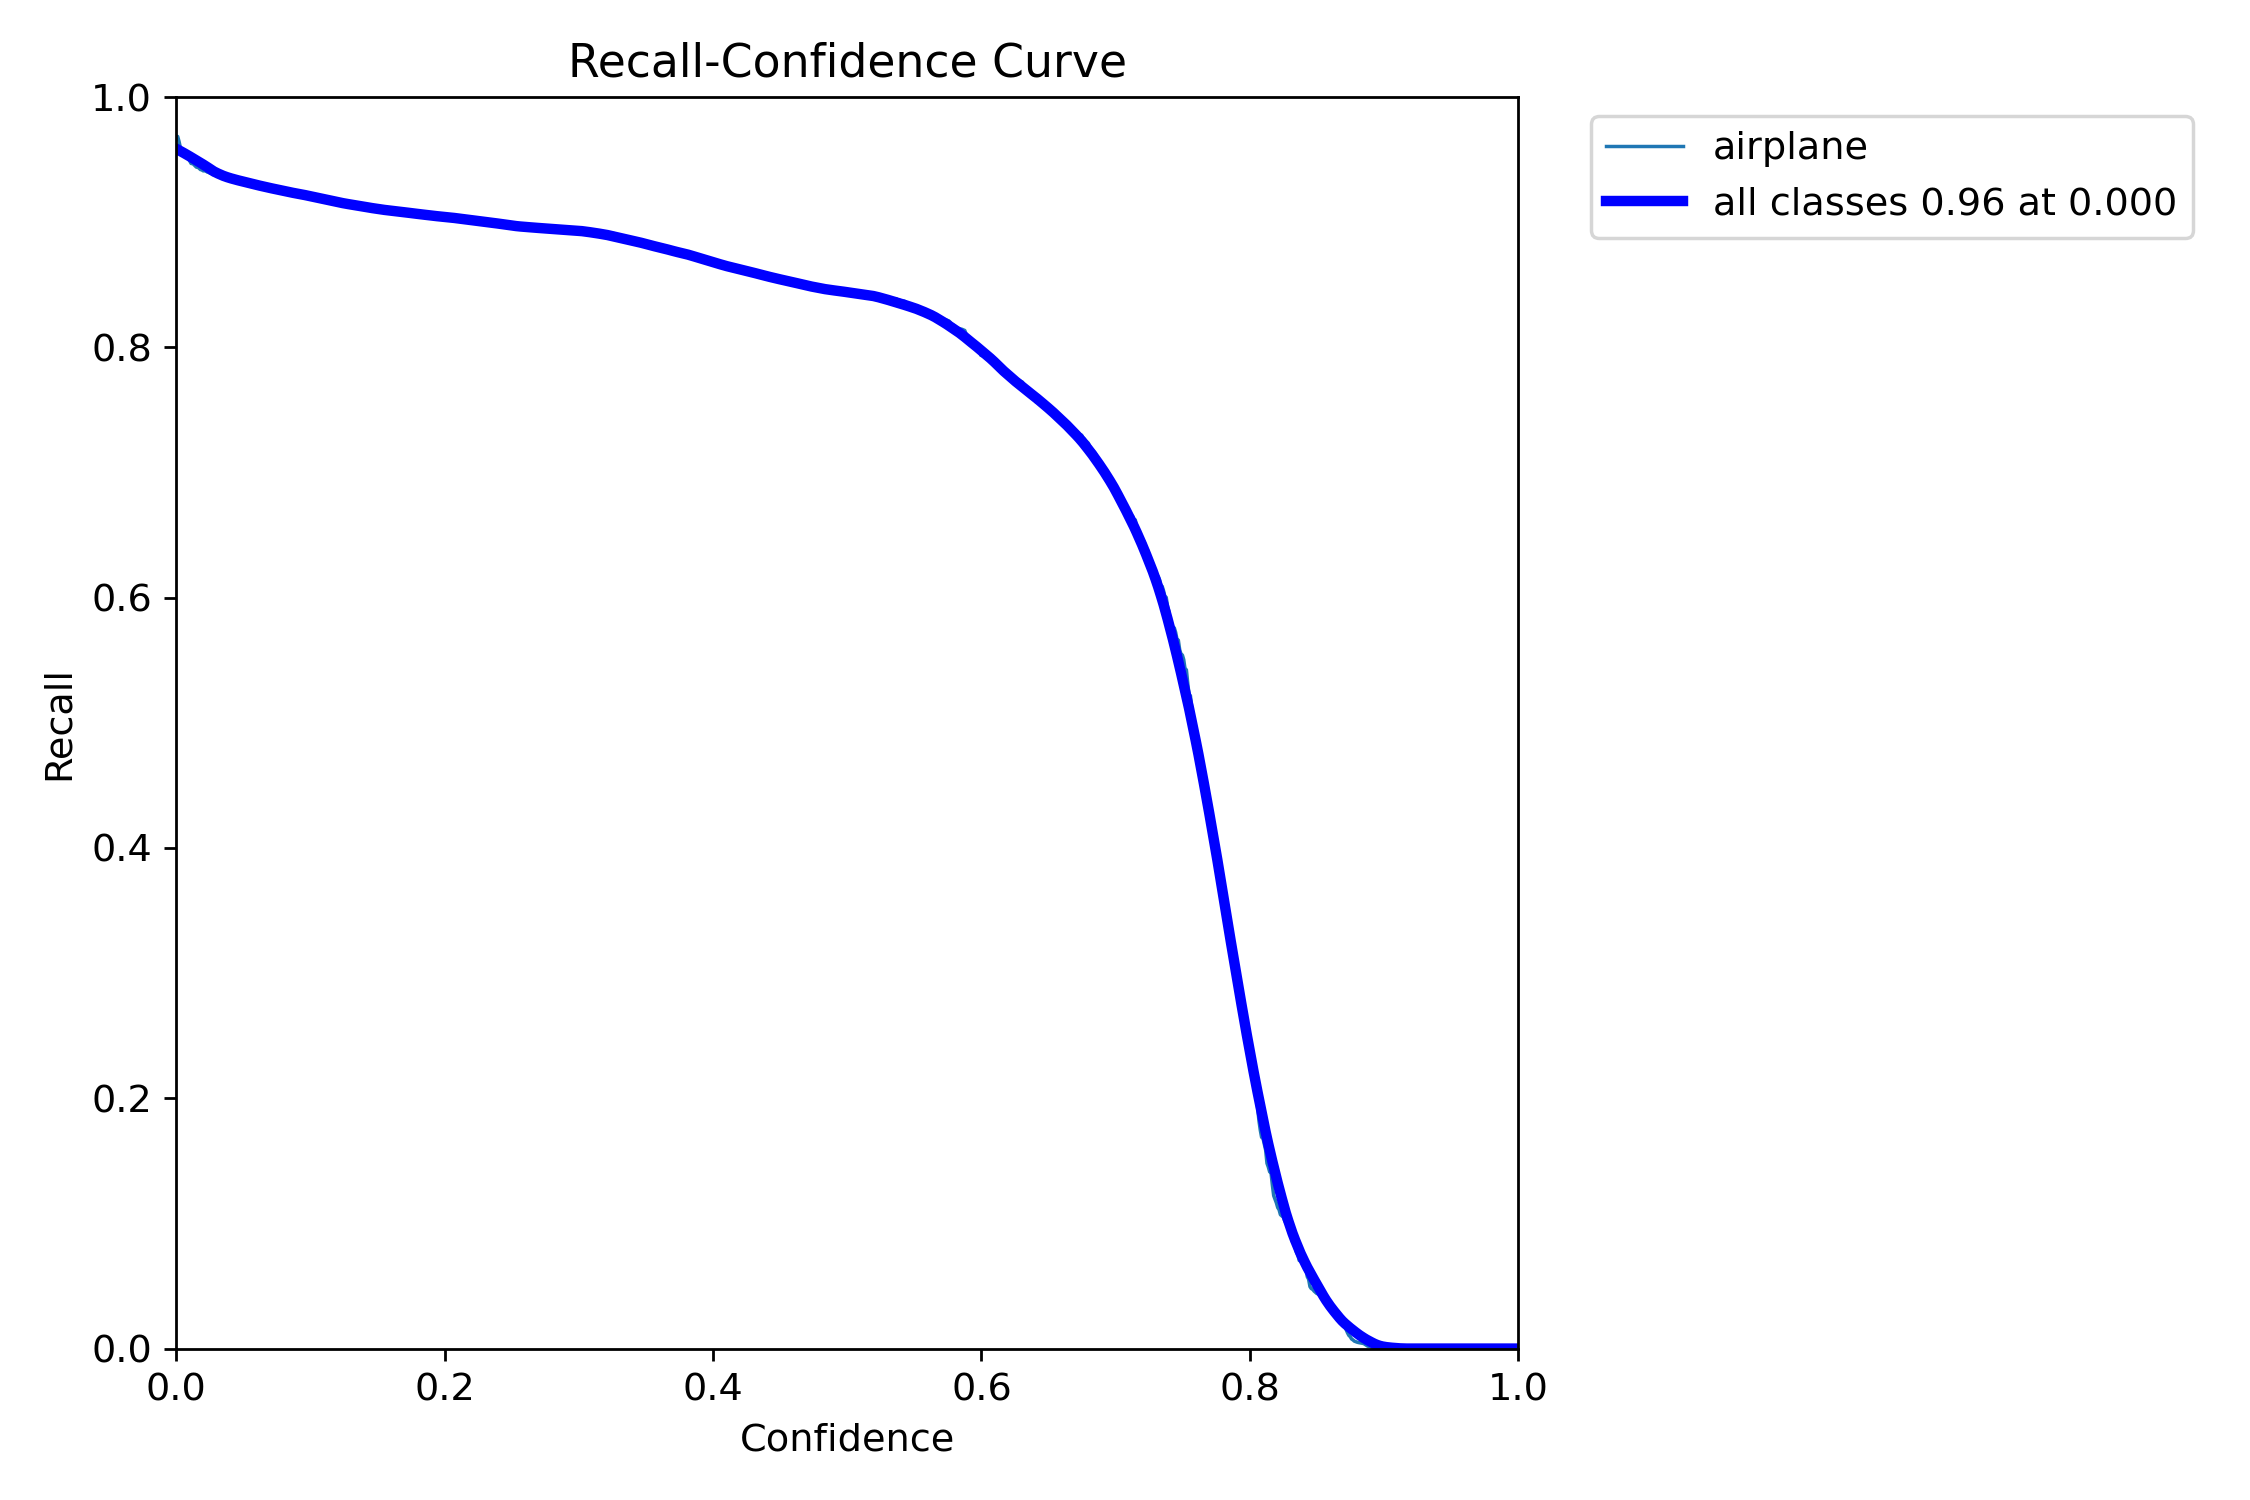 Recall-Confidence Curve
1.0
0.8
0.6
0.4
0.2
0.0
Recall
0.0 0.2 0.4 0.6 0.8 1.0
Confidence
airplane
all classes 0.96 at 0.000